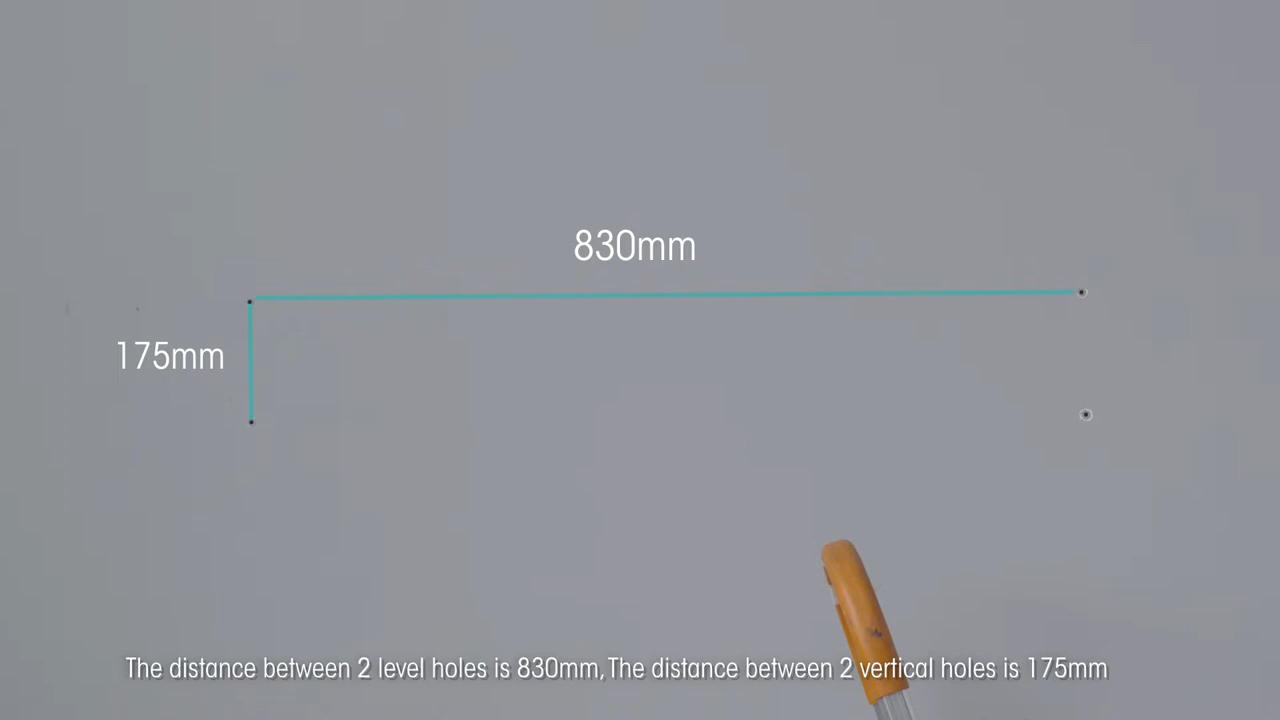 830mm
175mm
The distance between 2 level holes is 830mm,The distance between 2 vertical holes is 175mm